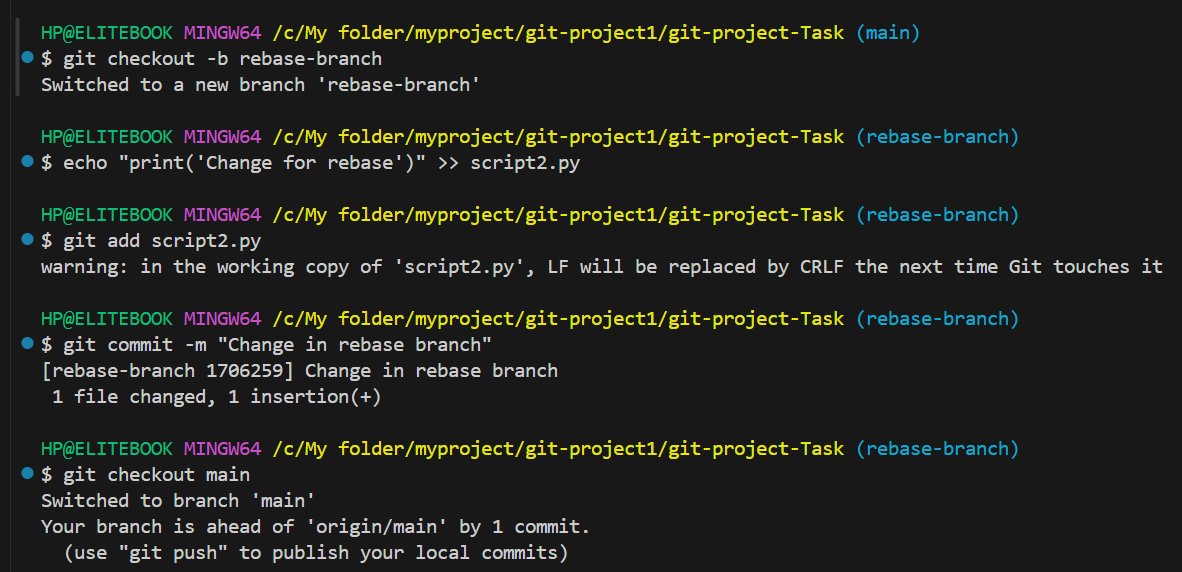 HP@ELITEBOOK MINGW64 /c/My folder/myproject/git-project1/git-project-Task (main)
$ git checkout -b rebase-branch
Switched to a new branch 'rebase-branch'
HP@ELITEBOOK MINGW64 /c/My folder/myproject/git-project1/git-project-Task (rebase-branch)
$ echo "print('Change for rebase')" >> script2.py
HP@ELITEBOOK MINGW64 /c/My folder/myproject/git-project1/git-project-Task (rebase-branch)
$ git add script2.py
warning: in the working copy of 'script2.py', LF will be replaced by CRLF the next time Git touches it
HP@ELITEBOOK MINGW64 /c/My folder/myproject/git-project1/git-project-Task (rebase-branch)
$ git commit -m "Change in rebase branch"
[rebase-branch 1706259] Change in rebase branch
 1 file changed, 1 insertion(+)
HP@ELITEBOOK MINGW64 /c/My folder/myproject/git-project1/git-project-Task (rebase-branch)
$ git checkout main
Switched to branch 'main'
Your branch is ahead of 'origin/main' by 1 commit.
  (use "git push" to publish your local commits)